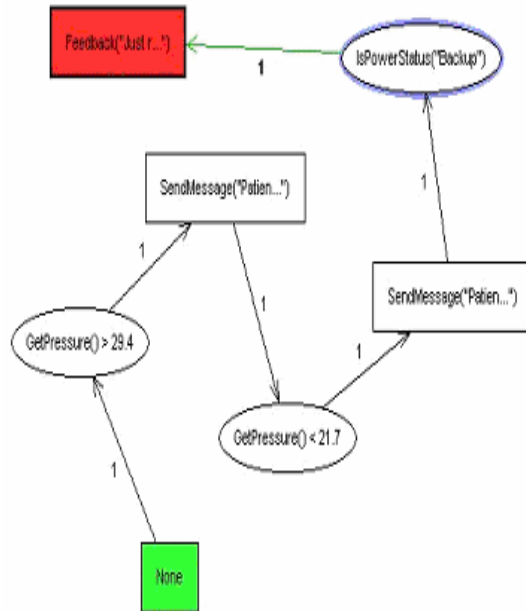 Feedback("Just r...")
IsPowerStatus("Backup")
1
1
SendMessage("Patien...")
1
1
SendMessage("Patien...")
GetPressure() > 29.4
1
GetPressure() < 21.7
1
None